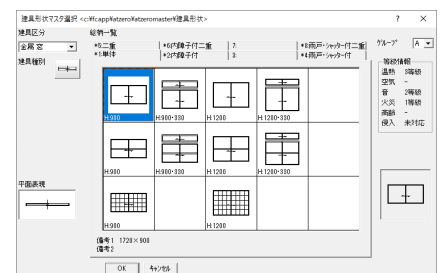 建具形状マスタ選択 <c:¥fcapp¥atzero¥atzeromaster¥建具形状>
? ×
建具区分
金属窓
建具種別
平面表現
絵柄一覧
*5:二重 *6:内障子付二重 7: *8:雨戸・シャッター付二重
*1:単体 *2:内障子付 3: *4:雨戸・シャッター付
H:900 H:900･330 H:1200 H:1200･330
H:900 H:900･330 H:1200 H:1200･330
H:900 H:1200
備考1 1728×900
備考2
グループ A
等級情報
温熱 3等級
空気 -
音 2等級
火災 1等級
高齢 -
侵入 未対応
OK キャンセル